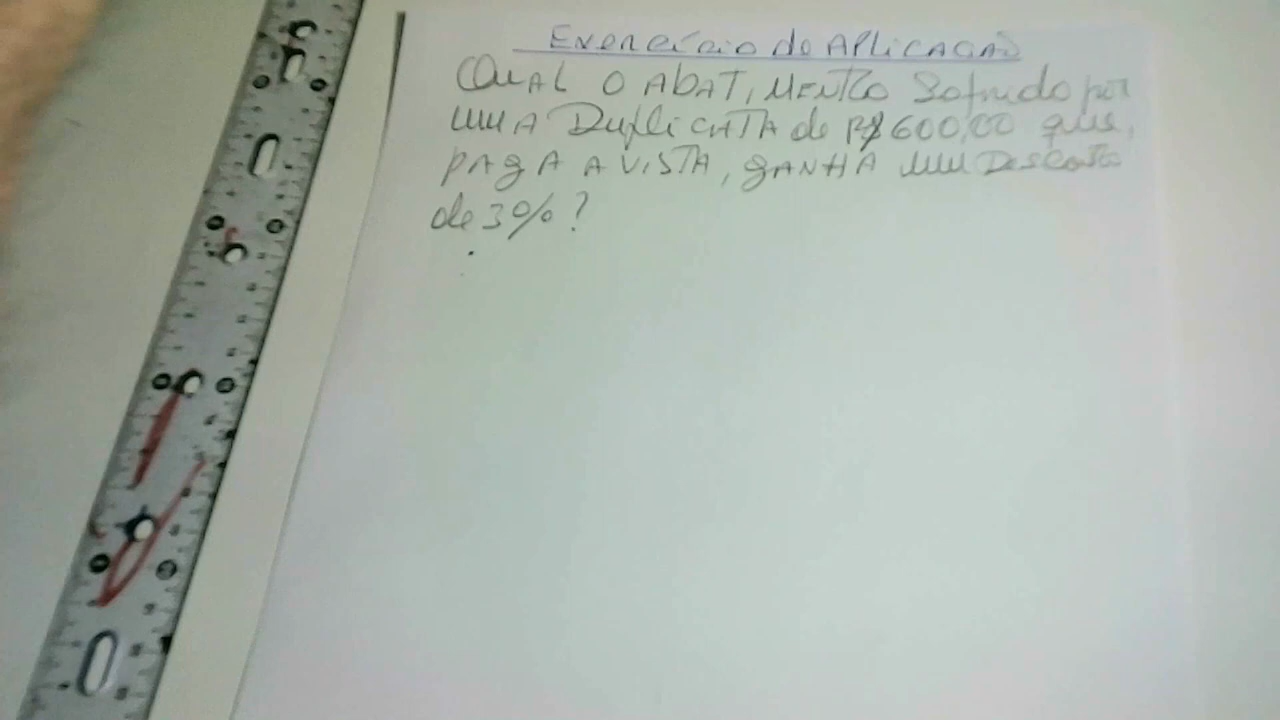 Exercício de APlicAÇÃO
QUAL O AbATiMENTO Sofrido por
uma DupliCATA de R$600,00 que,
PAGA A VISTA, gANHA um DESConto
de 3%?